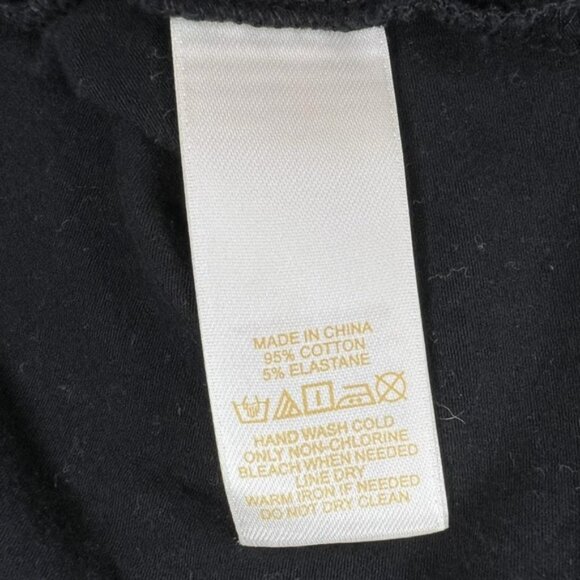 MADE IN CHINA
95% COTTON
5% ELASTANE
HAND WASH COLD
ONLY NON-CHLORINE
BLEACH WHEN NEEDED
LINE DRY
WARM IRON IF NEEDED
DO NOT DRY CLEAN